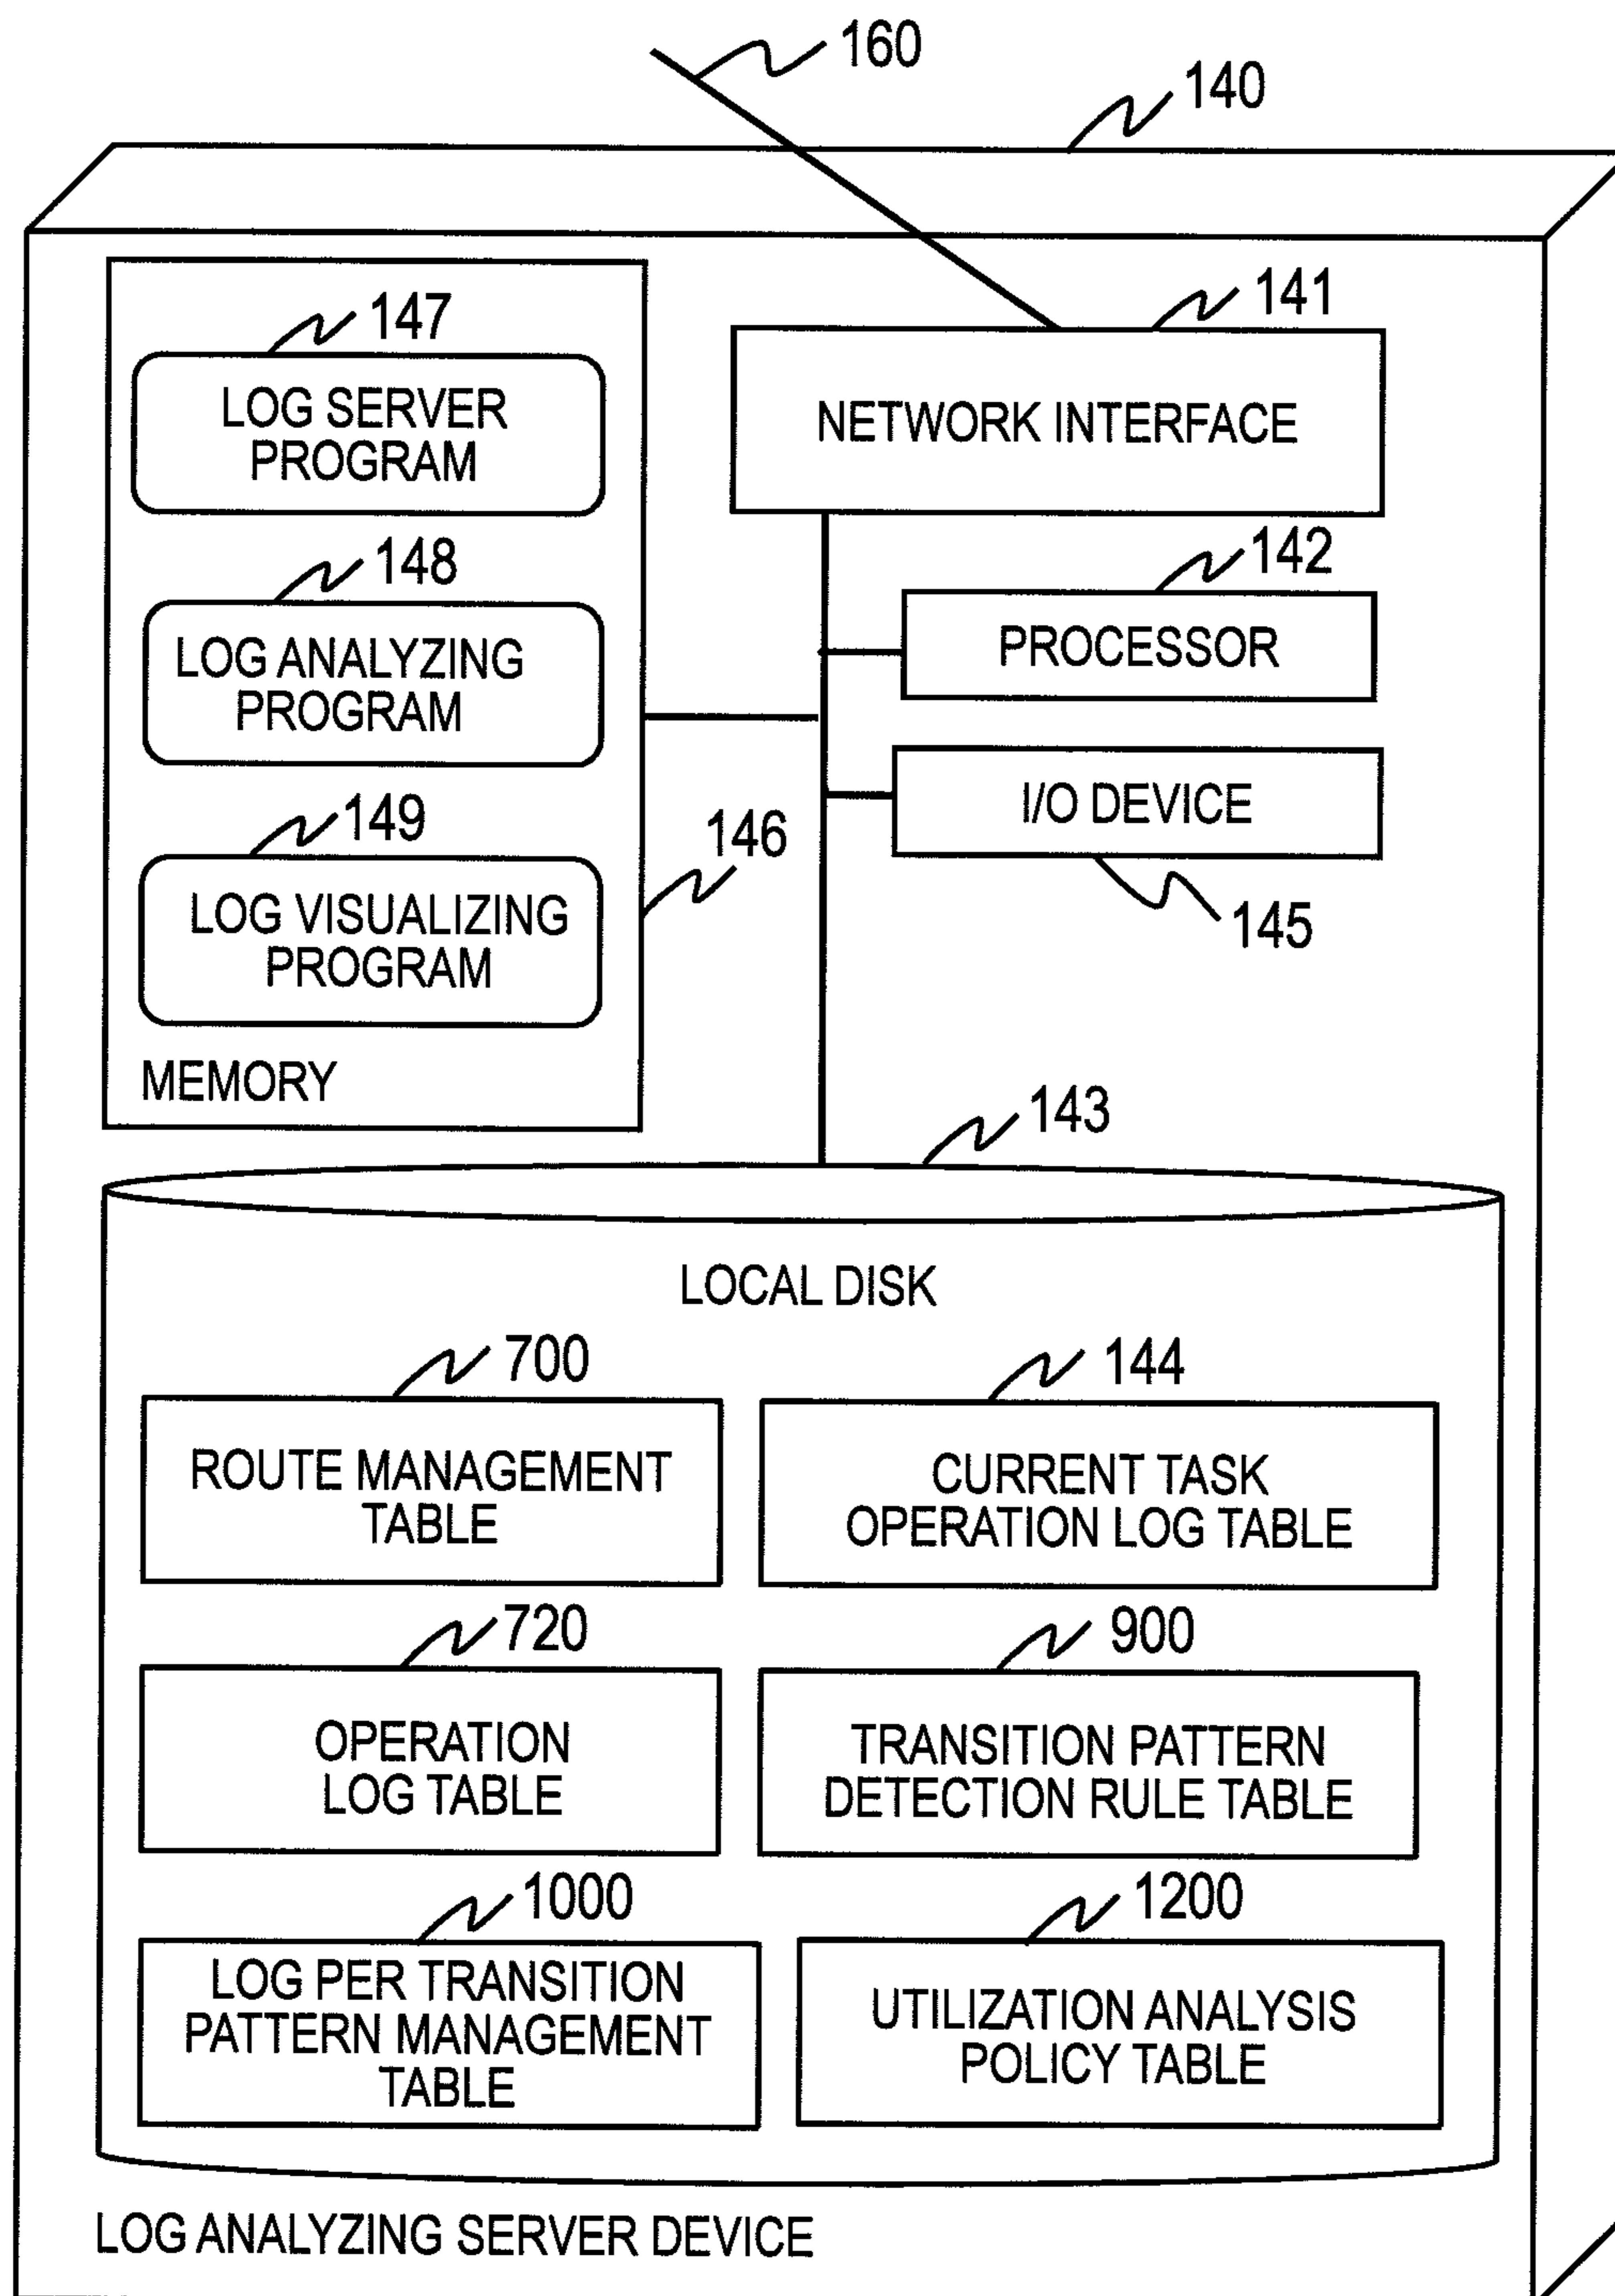 160
140
147
LOG SERVER
PROGRAM
141
NETWORK INTERFACE
148
LOG ANALYZING
PROGRAM
142
PROCESSOR
I/O DEVICE
145
149
LOG VISUALIZING
PROGRAM
146
MEMORY
143
LOCAL DISK
700
ROUTE MANAGEMENT
TABLE
144
CURRENT TASK
OPERATION LOG TABLE
720
OPERATION
LOG TABLE
900
TRANSITION PATTERN
DETECTION RULE TABLE
1000
LOG PER TRANSITION
PATTERN MANAGEMENT
TABLE
1200
UTILIZATION ANALYSIS
POLICY TABLE
LOG ANALYZING SERVER DEVICE